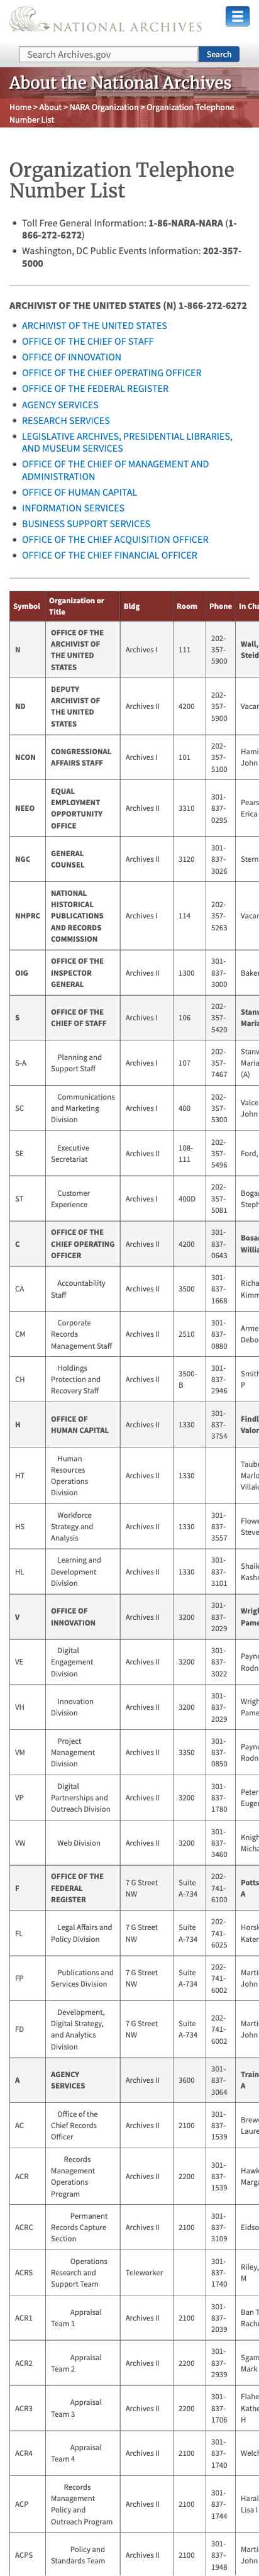 NATIONAL ARCHIVES
Search Archives.gov
Search
About the National Archives
Home > About > NARA Organization > Organization Telephone
Number List
Organization Telephone
Number List
• Toll Free General Information: 1-86-NARA-NARA (1-
866-272-6272)
• Washington, DC Public Events Information: 202-357-
5000
ARCHIVIST OF THE UNITED STATES (N) 1-866-272-6272
• ARCHIVIST OF THE UNITED STATES
• OFFICE OF THE CHIEF OF STAFF
• OFFICE OF INNOVATION
• OFFICE OF THE CHIEF OPERATING OFFICER
• OFFICE OF THE FEDERAL REGISTER
• AGENCY SERVICES
• RESEARCH SERVICES
• LEGISLATIVE ARCHIVES, PRESIDENTIAL LIBRARIES,
AND MUSEUM SERVICES
• OFFICE OF THE CHIEF OF MANAGEMENT AND
ADMINISTRATION
• OFFICE OF HUMAN CAPITAL
• INFORMATION SERVICES
• BUSINESS SUPPORT SERVICES
• OFFICE OF THE CHIEF ACQUISITION OFFICER
• OFFICE OF THE CHIEF FINANCIAL OFFICER
Symbol Organization or Title Bldg Room Phone In Cha
N OFFICE OF THE ARCHIVIST OF THE UNITED STATES Archives I 111 202-357-5900 Wall, Steid
ND DEPUTY ARCHIVIST OF THE UNITED STATES Archives II 4200 202-357-5900 Vacan
NCON CONGRESSIONAL AFFAIRS STAFF Archives I 101 202-357-5100 Hami John
NEEO EQUAL EMPLOYMENT OPPORTUNITY OFFICE Archives II 3310 301-837-0295 Pears Erica
NGC GENERAL COUNSEL Archives II 3120 301-837-3026 Stern
NHPRC NATIONAL HISTORICAL PUBLICATIONS AND RECORDS COMMISSION Archives I 114 202-357-5263 Vacan
OIG OFFICE OF THE INSPECTOR GENERAL Archives II 1300 301-837-3000 Baker
S OFFICE OF THE CHIEF OF STAFF Archives I 106 202-357-5420 Stanw Maria
S-A Planning and Support Staff Archives I 107 202-357-7467 Stanw Maria (A)
SC Communications and Marketing Division Archives I 400 202-357-5300 Valce John
SE Executive Secretariat Archives II 108-111 202-357-5496 Ford,
ST Customer Experience Archives I 400D 202-357-5081 Boga Steph
C OFFICE OF THE CHIEF OPERATING OFFICER Archives II 4200 301-837-0643 Bosa Willia
CA Accountability Staff Archives II 3500 301-837-1668 Richa Kimm
CM Corporate Records Management Staff Archives II 2510 301-837-0880 Arme Debo
CH Holdings Protection and Recovery Staff Archives II 3500-B 301-837-2946 Smith P
H OFFICE OF HUMAN CAPITAL Archives II 1330 301-837-3754 Findl Valor
HT Human Resources Operations Division Archives II 1330 Taube Marlo Villalo
HS Workforce Strategy and Analysis Archives II 1330 301-837-3557 Flowe Steve
HL Learning and Development Division Archives II 1330 301-837-3101 Shaik Kashi
V OFFICE OF INNOVATION Archives II 3200 301-837-2029 Wrigl Pame
VE Digital Engagement Division Archives II 3200 301-837-3022 Payne Rodn
VH Innovation Division Archives II 3200 301-837-2029 Wrigh Pame
VM Project Management Division Archives II 3350 301-837-0850 Payne Rodn
VP Digital Partnerships and Outreach Division Archives II 3200 301-837-1780 Peter Euge
VW Web Division Archives II 3200 301-837-3460 Knigh Micha
F OFFICE OF THE FEDERAL REGISTER 7 G Street NW Suite A-734 202-741-6100 Potts A
FL Legal Affairs and Policy Division 7 G Street NW Suite A-734 202-741-6025 Horsk Kater
FP Publications and Services Division 7 G Street NW Suite A-734 202-741-6002 Marti John
FD Development, Digital Strategy, and Analytics Division 7 G Street NW Suite A-734 202-741-6002 Marti John
A AGENCY SERVICES Archives II 3600 301-837-3064 Train A
AC Office of the Chief Records Officer Archives II 2100 301-837-1539 Brew Laure
ACR Records Management Operations Program Archives II 2200 301-837-1539 Hawk Marga
ACRC Permanent Records Capture Section Archives II 2100 301-837-3109 Eidso
ACRS Operations Research and Support Team Teleworker 301-837-1740 Riley, M
ACR1 Appraisal Team 1 Archives II 2100 301-837-2039 Ban T Rache
ACR2 Appraisal Team 2 Archives II 2200 301-837-2939 Sgam Mark
ACR3 Appraisal Team 3 Archives II 2200 301-837-1706 Flahe Kathe H
ACR4 Appraisal Team 4 Archives II 2100 301-837-1740 Welch
ACP Records Management Policy and Outreach Program Archives II 2100 301-837-1744 Haral Lisa I
ACPS Policy and Standards Team Archives II 2100 301-837-1948 Marti John